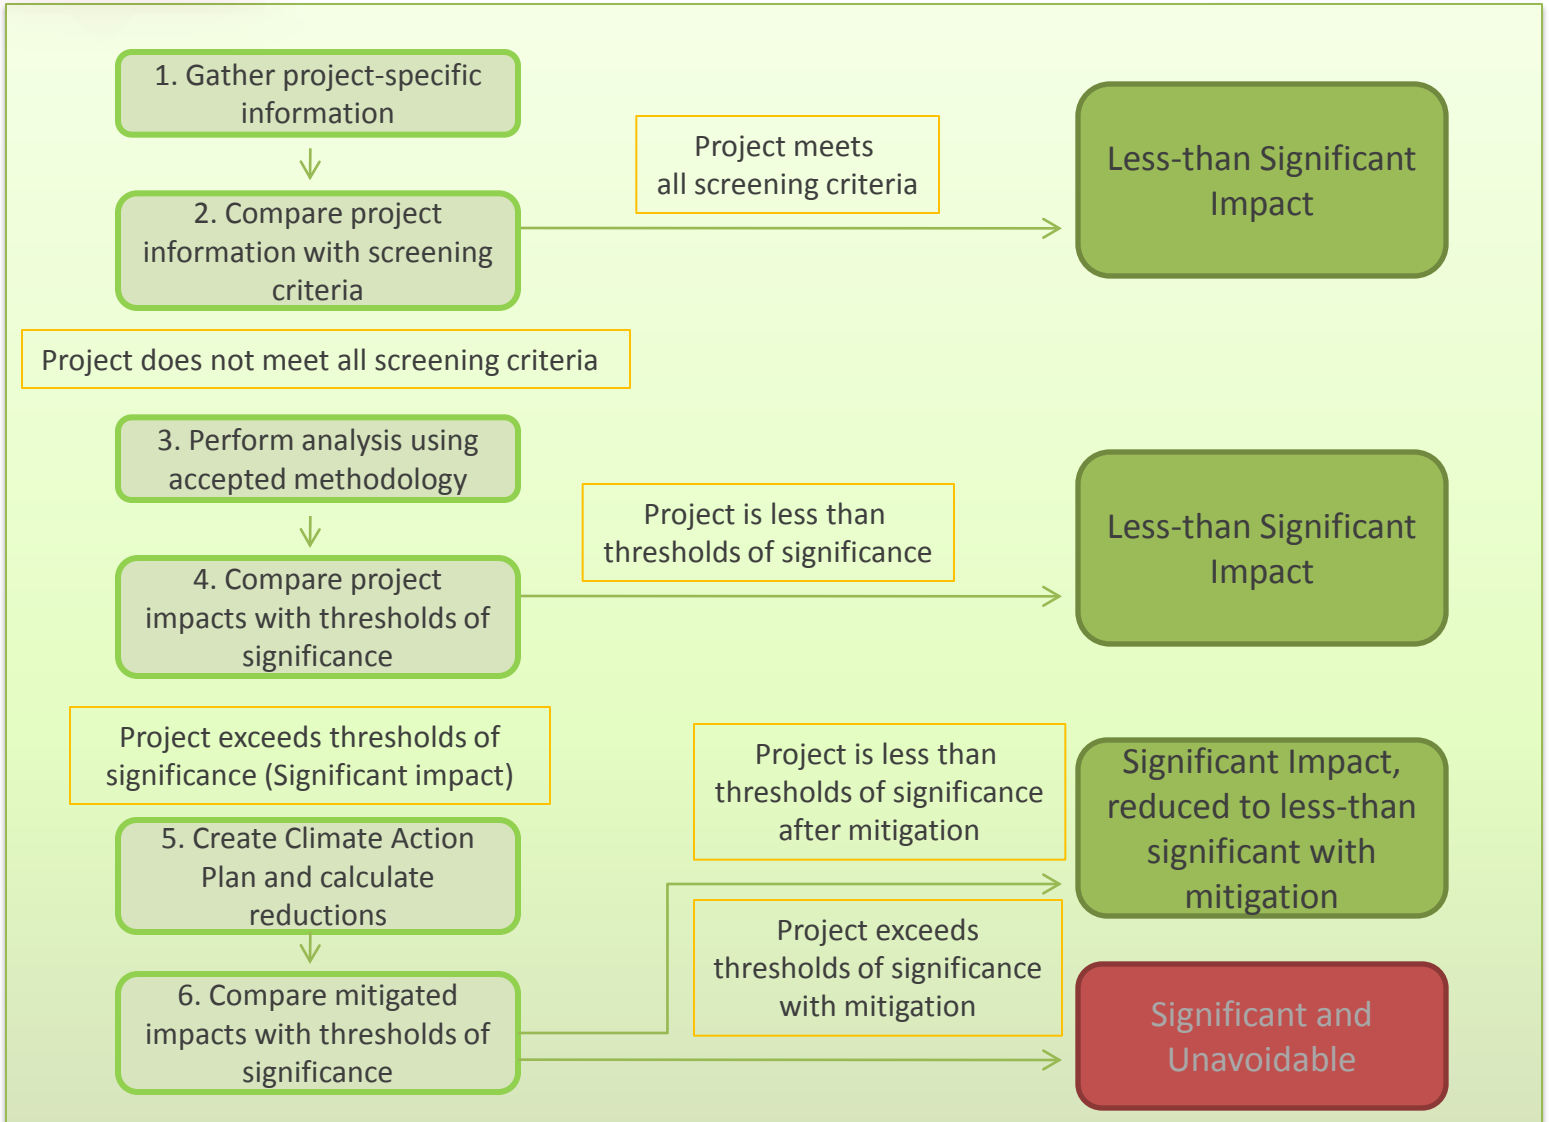 1. Gather project-specific
information
Project meets
all screening criteria
Less-than Significant
Impact
2. Compare project
information with screening
criteria
Project does not meet all screening criteria
3. Perform analysis using
accepted methodology
Project is less than
thresholds of significance
Less-than Significant
Impact
4. Compare project
impacts with thresholds of
significance
Project exceeds thresholds of
significance (Significant impact)
Project is less than
thresholds of significance
after mitigation
Significant Impact,
reduced to less-than
significant with
mitigation
5. Create Climate Action
Plan and calculate
reductions
Project exceeds
thresholds of significance
with mitigation
6. Compare mitigated
impacts with thresholds of
significance
Significant and
Unavoidable